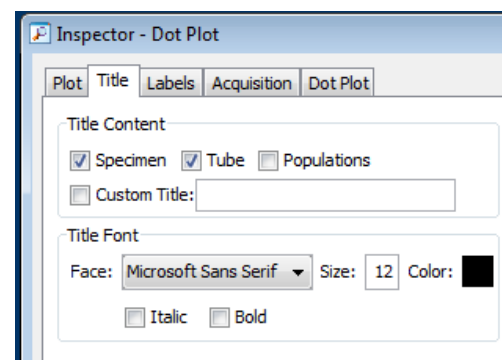 Inspector - Dot Plot
Plot Title Labels Acquisition Dot Plot
Title Content
Specimen Tube Populations
Custom Title:
Title Font
Face: Microsoft Sans Serif Size: 12 Color:
Italic Bold